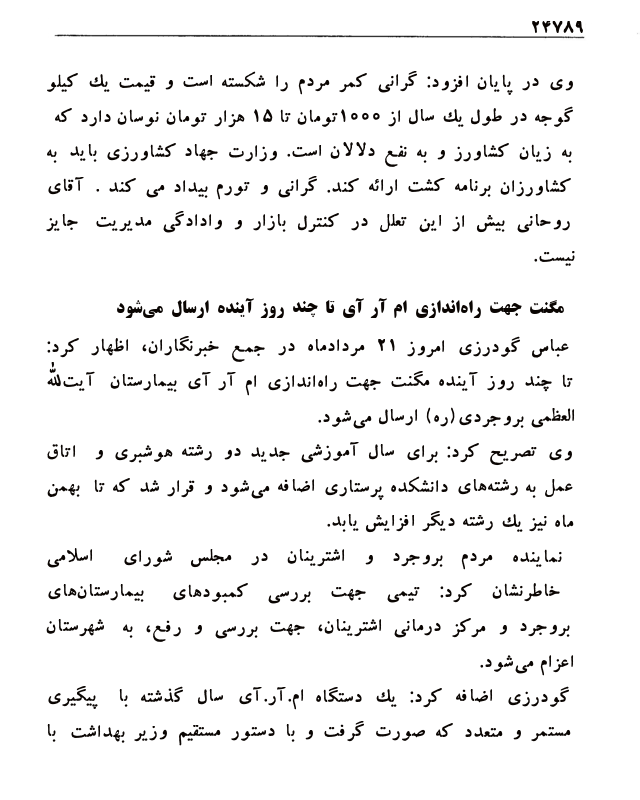 ۲۴۷۸۹
وی در پایان افزود: گرانی کمر مردم را شکسته است و قیمت یك کیلو
گوجه در طول یك سال از ۱۰۰۰تومان تا ۱۵ هزار تومان نوسان دارد که
به زیان کشاورز و به نفع دلالان است. وزارت جهاد کشاورزی باید به
کشاورزان برنامه کشت ارائه کند. گرانی و تورم بیداد می کند . آقای
روحانی بیش از این تعلل در کنترل بازار و وادادگی مدیریت جایز
نیست.
مگنت جهت راه‌اندازی ام آر آی تا چند روز آینده ارسال می‌شود
عباس گودرزی امروز ۲۱ مردادماه در جمع خبرنگاران، اظهار کرد:
تا چند روز آینده مگنت جهت راه‌اندازی ام آر آی بیمارستان آیت‌الله
العظمی بروجردی(ره) ارسال می‌شود.
وی تصریح کرد: برای سال آموزشی جدید دو رشته هوشبری و اتاق
عمل به رشته‌های دانشکده پرستاری اضافه می‌شود و قرار شد که تا بهمن
ماه نیز یك رشته دیگر افزایش یابد.
نماینده مردم بروجرد و اشترینان در مجلس شورای اسلامی
خاطرنشان کرد: تیمی جهت بررسی کمبودهای بیمارستان‌های
بروجرد و مرکز درمانی اشترینان، جهت بررسی و رفع، به شهرستان
اعزام می‌شود.
گودرزی اضافه کرد: یك دستگاه ام.آر.آی سال گذشته با پیگیری
مستمر و متعدد که صورت گرفت و با دستور مستقیم وزیر بهداشت با